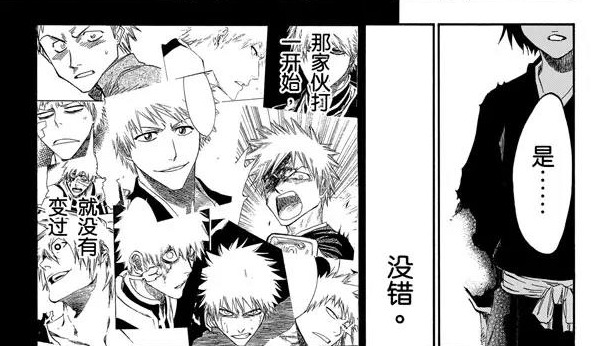 是……
没错。
那家伙打
一开始，
就没有
变过